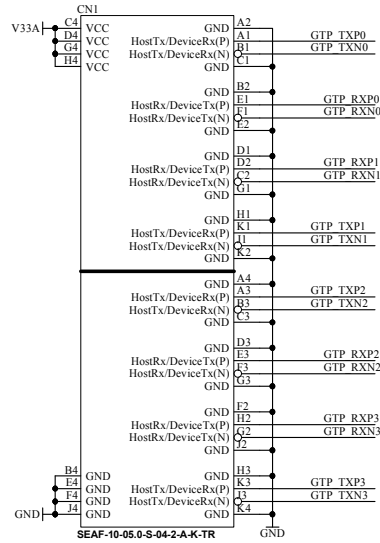 CN1
V33A
C4 VCC
D4 VCC
G4 VCC
H4 VCC
GND A2
HostTx/DeviceRx(P) A1 GTP_TXP0
HostTx/DeviceRx(N) B1 GTP_TXN0
GND C1
GND B2
HostRx/DeviceTx(P) E1 GTP_RXP0
HostRx/DeviceTx(N) F1 GTP_RXN0
GND E2
GND D1
HostRx/DeviceTx(P) D2 GTP_RXP1
HostRx/DeviceTx(N) C2 GTP_RXN1
GND G1
GND H1
HostTx/DeviceRx(P) K1 GTP_TXP1
HostTx/DeviceRx(N) J1 GTP_TXN1
GND K2
GND A4
HostTx/DeviceRx(P) A3 GTP_TXP2
HostTx/DeviceRx(N) B3 GTP_TXN2
GND C3
GND D3
HostRx/DeviceTx(P) E3 GTP_RXP2
HostRx/DeviceTx(N) F3 GTP_RXN2
GND G3
GND F2
HostRx/DeviceTx(P) H2 GTP_RXP3
HostRx/DeviceTx(N) G2 GTP_RXN3
GND J2
B4 GND
E4 GND
F4 GND
GND J4 GND
GND H3
HostTx/DeviceRx(P) K3 GTP_TXP3
HostTx/DeviceRx(N) J3 GTP_TXN3
GND K4
GND
SEAF-10-05.0-S-04-2-A-K-TR